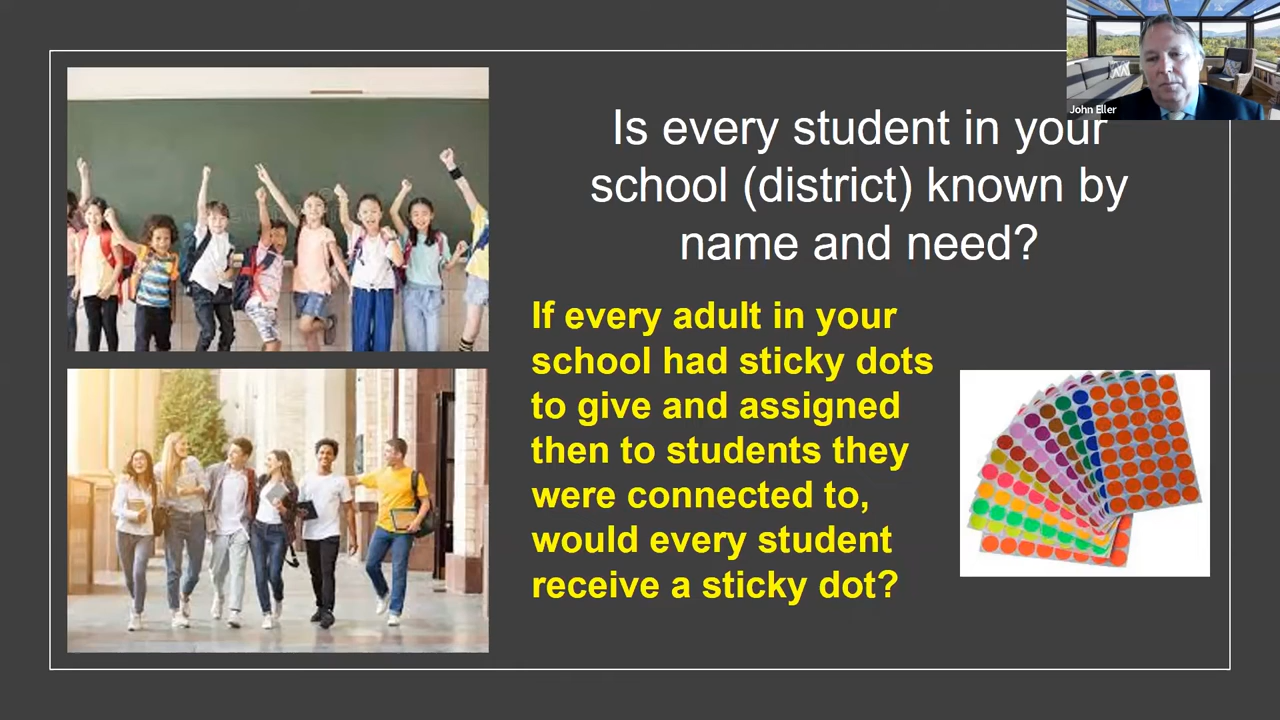 Is every student in your
school (district) known by
name and need?
If every adult in your
school had sticky dots
to give and assigned
then to students they
were connected to,
would every student
receive a sticky dot?
John Eller